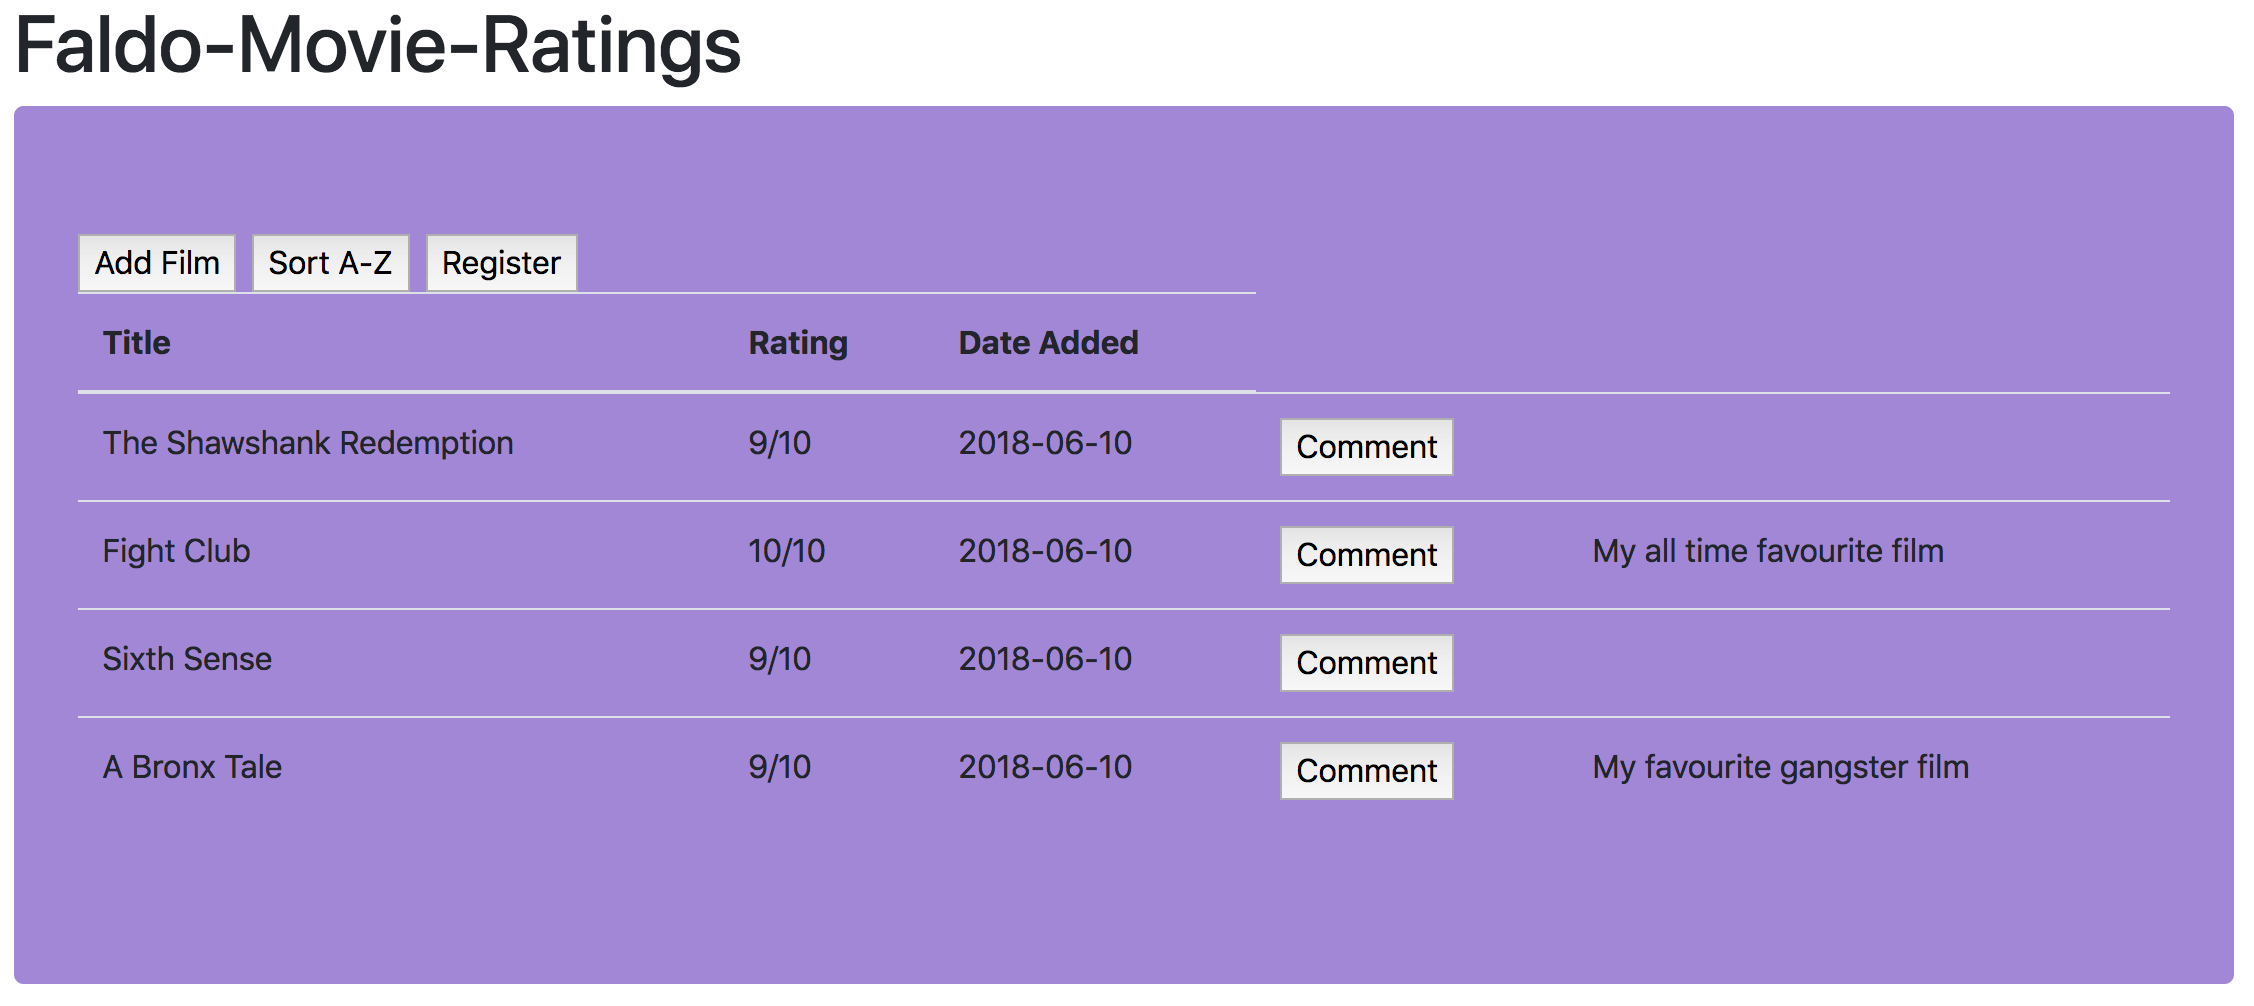 Faldo-Movie-Ratings
Add Film Sort A-Z Register
Title Rating Date Added
The Shawshank Redemption 9/10 2018-06-10 Comment
Fight Club 10/10 2018-06-10 Comment My all time favourite film
Sixth Sense 9/10 2018-06-10 Comment
A Bronx Tale 9/10 2018-06-10 Comment My favourite gangster film